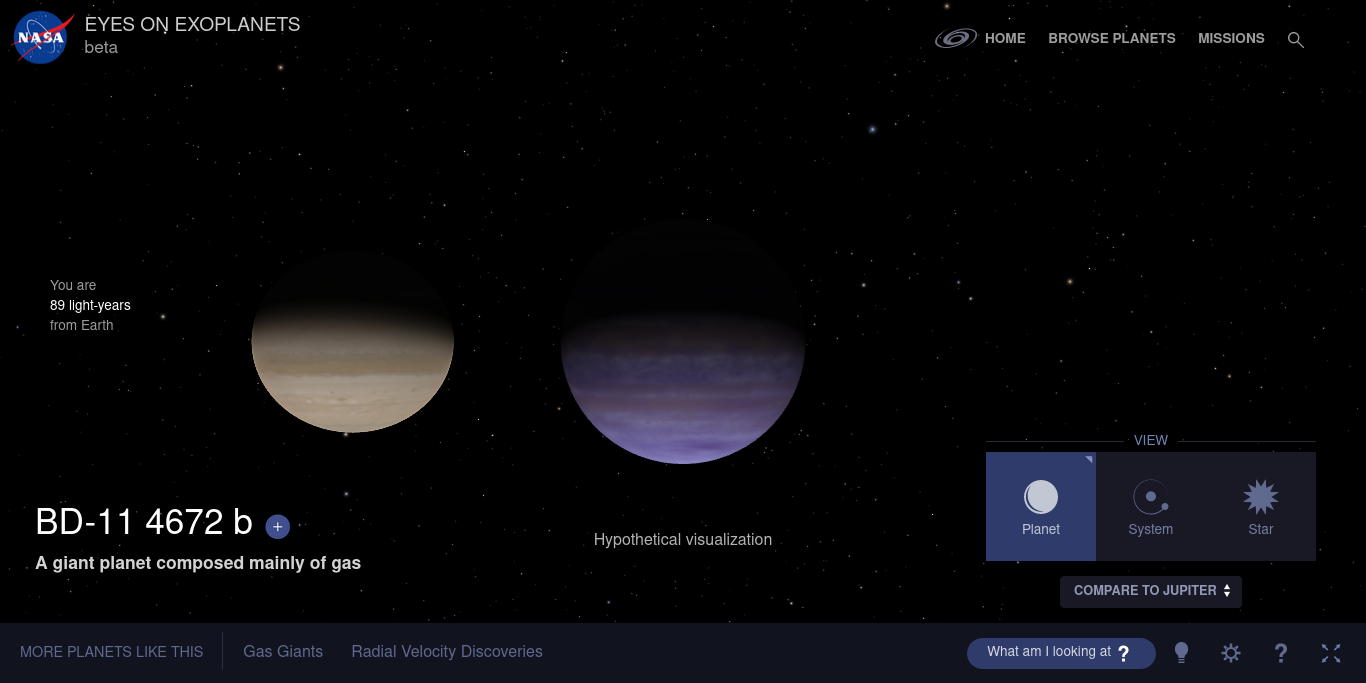 NASA
EYES ON EXOPLANETS
beta
HOME
BROWSE PLANETS
MISSIONS
You are
89 light-years
from Earth
BD-11 4672 b +
A giant planet composed mainly of gas
Hypothetical visualization
VIEW
Planet
System
Star
COMPARE TO JUPITER
MORE PLANETS LIKE THIS
Gas Giants
Radial Velocity Discoveries
What am I looking at ?
?